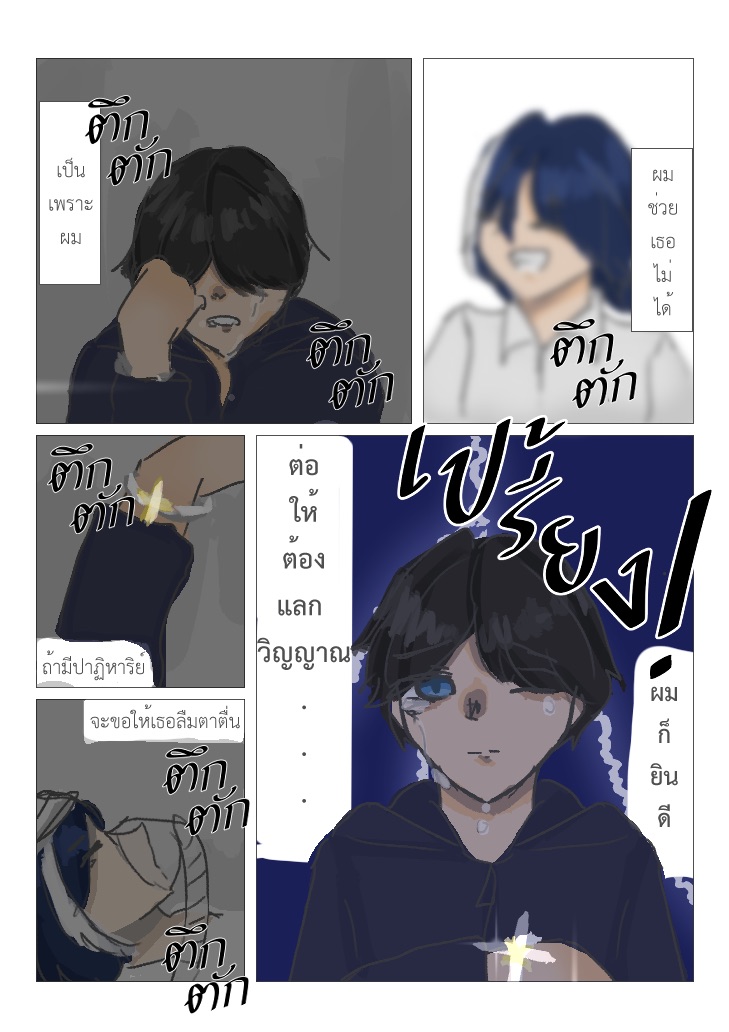 ตึก
ตัก
เป็น
เพราะ
ผม
ตึก
ตัก
ผม
ช่วย
เธอ
ไม่
ได้
ตึก
ตัก
ตึก
ตัก
ถ้ามีปาฏิหาริย์
จะขอให้เธอลืมตาตื่น
ตึก
ตัก
ตึก
ตัก
ต่อ
ให้
ต้อง
แลก
วิญญาณ
.
.
.
เปรี้ยง!
ผม
ก็
ยิน
ดี